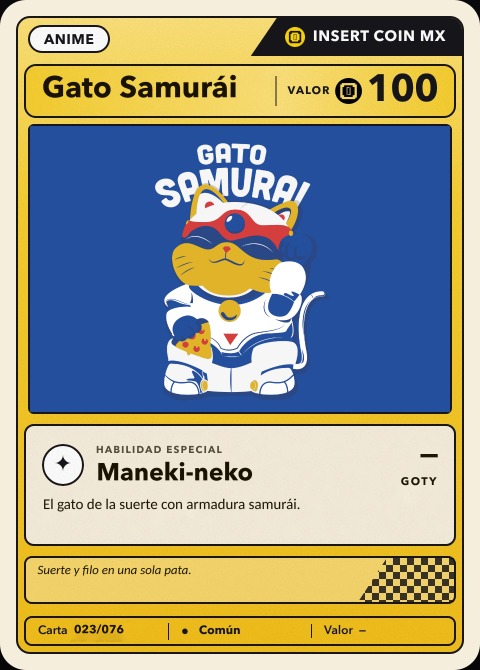 ANIME
INSERT COIN MX
Gato Samurái
VALOR 100
GATO
SAMURAI
HABILIDAD ESPECIAL
Maneki-neko
—
GOTY
El gato de la suerte con armadura samurái.
Suerte y filo en una sola pata.
Carta 023/076 • Común Valor —